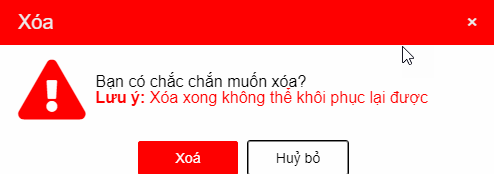 Xóa
×
Bạn có chắc chắn muốn xóa?
Lưu ý: Xóa xong không thể khôi phục lại được
Xoá
Huỷ bỏ